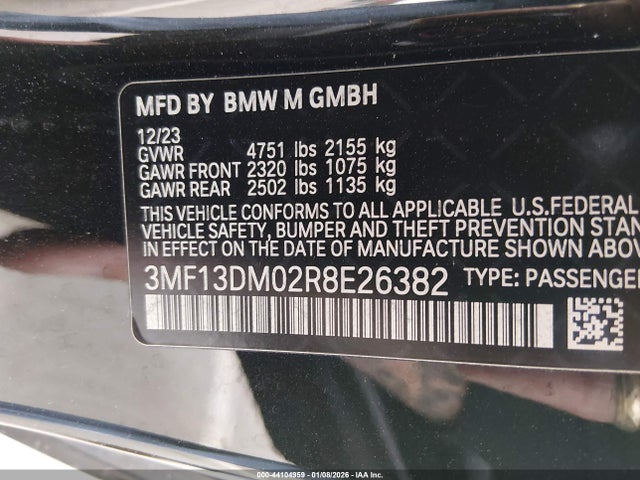 MFD BY BMW M GMBH
12/23
GVWR 4751 lbs 2155 kg
GAWR FRONT 2320 lbs 1075 kg
GAWR REAR 2502 lbs 1135 kg
THIS VEHICLE CONFORMS TO ALL APPLICABLE U.S.FEDERAL
VEHICLE SAFETY, BUMPER AND THEFT PREVENTION STAN
IN EFFECT ON THE DATE OF MANUFACTURE SHOWN ABOV
3MF13DM02R8E26382 TYPE: PASSENGE
000-44104959 - 01/08/2026 - IAA Inc.